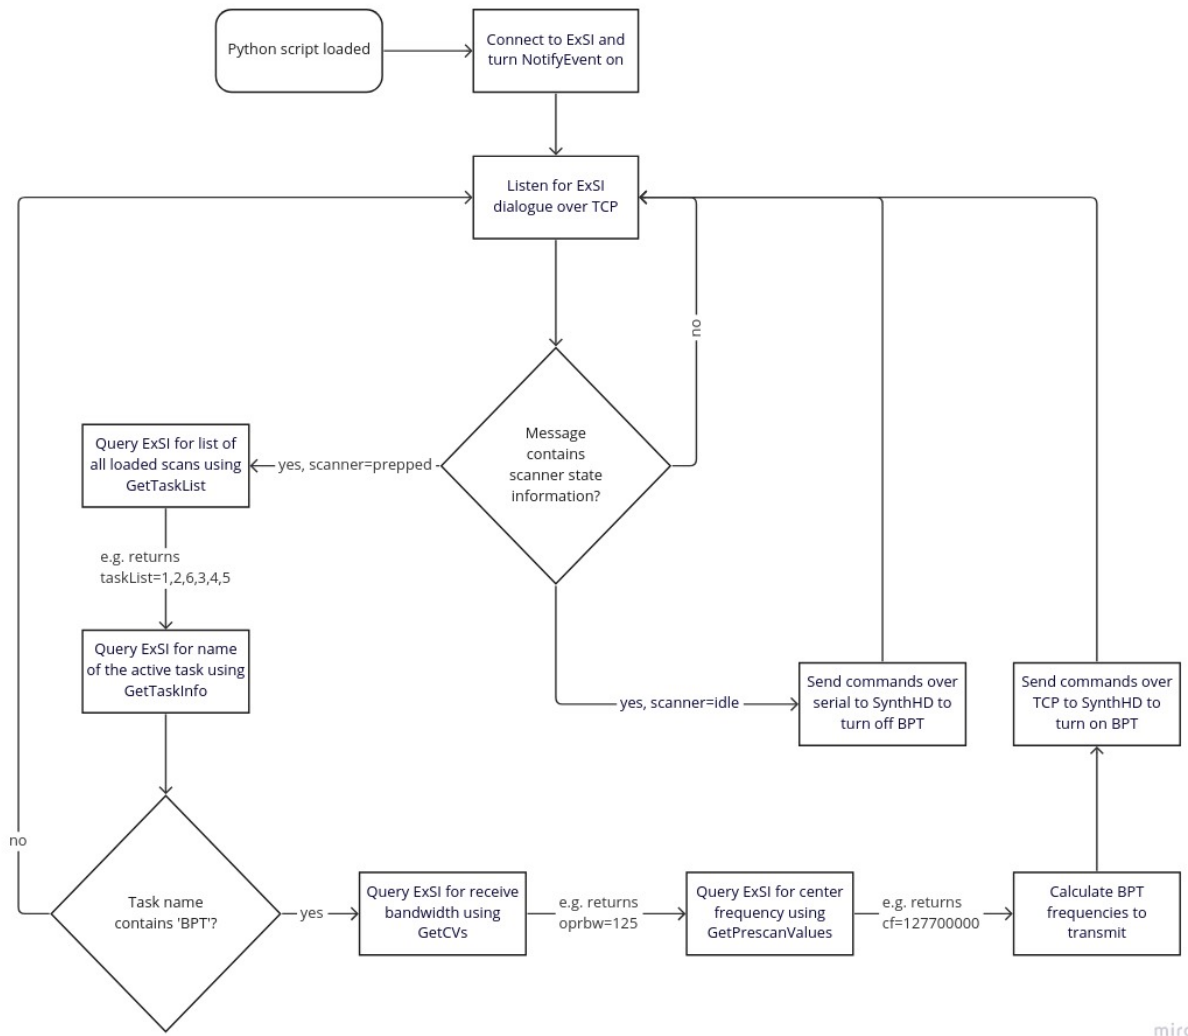 Python script loaded
Connect to ExSI and
turn NotifyEvent on
Listen for ExSI
dialogue over TCP
no
Message
contains
scanner state
information?
yes, scanner=prepped
Query ExSI for list of
all loaded scans using
GetTaskList
e.g. returns
taskList=1,2,6,3,4,5
Query ExSI for name
of the active task using
GetTaskInfo
yes, scanner=idle
Send commands over
serial to SynthHD to
turn off BPT
Send commands over
TCP to SynthHD to
turn on BPT
no
Task name
contains 'BPT'?
yes
Query ExSI for receive
bandwidth using
GetCVs
e.g. returns
oprbw=125
Query ExSI for center
frequency using
GetPrescanValues
e.g. returns
cf=127700000
Calculate BPT
frequencies to
transmit